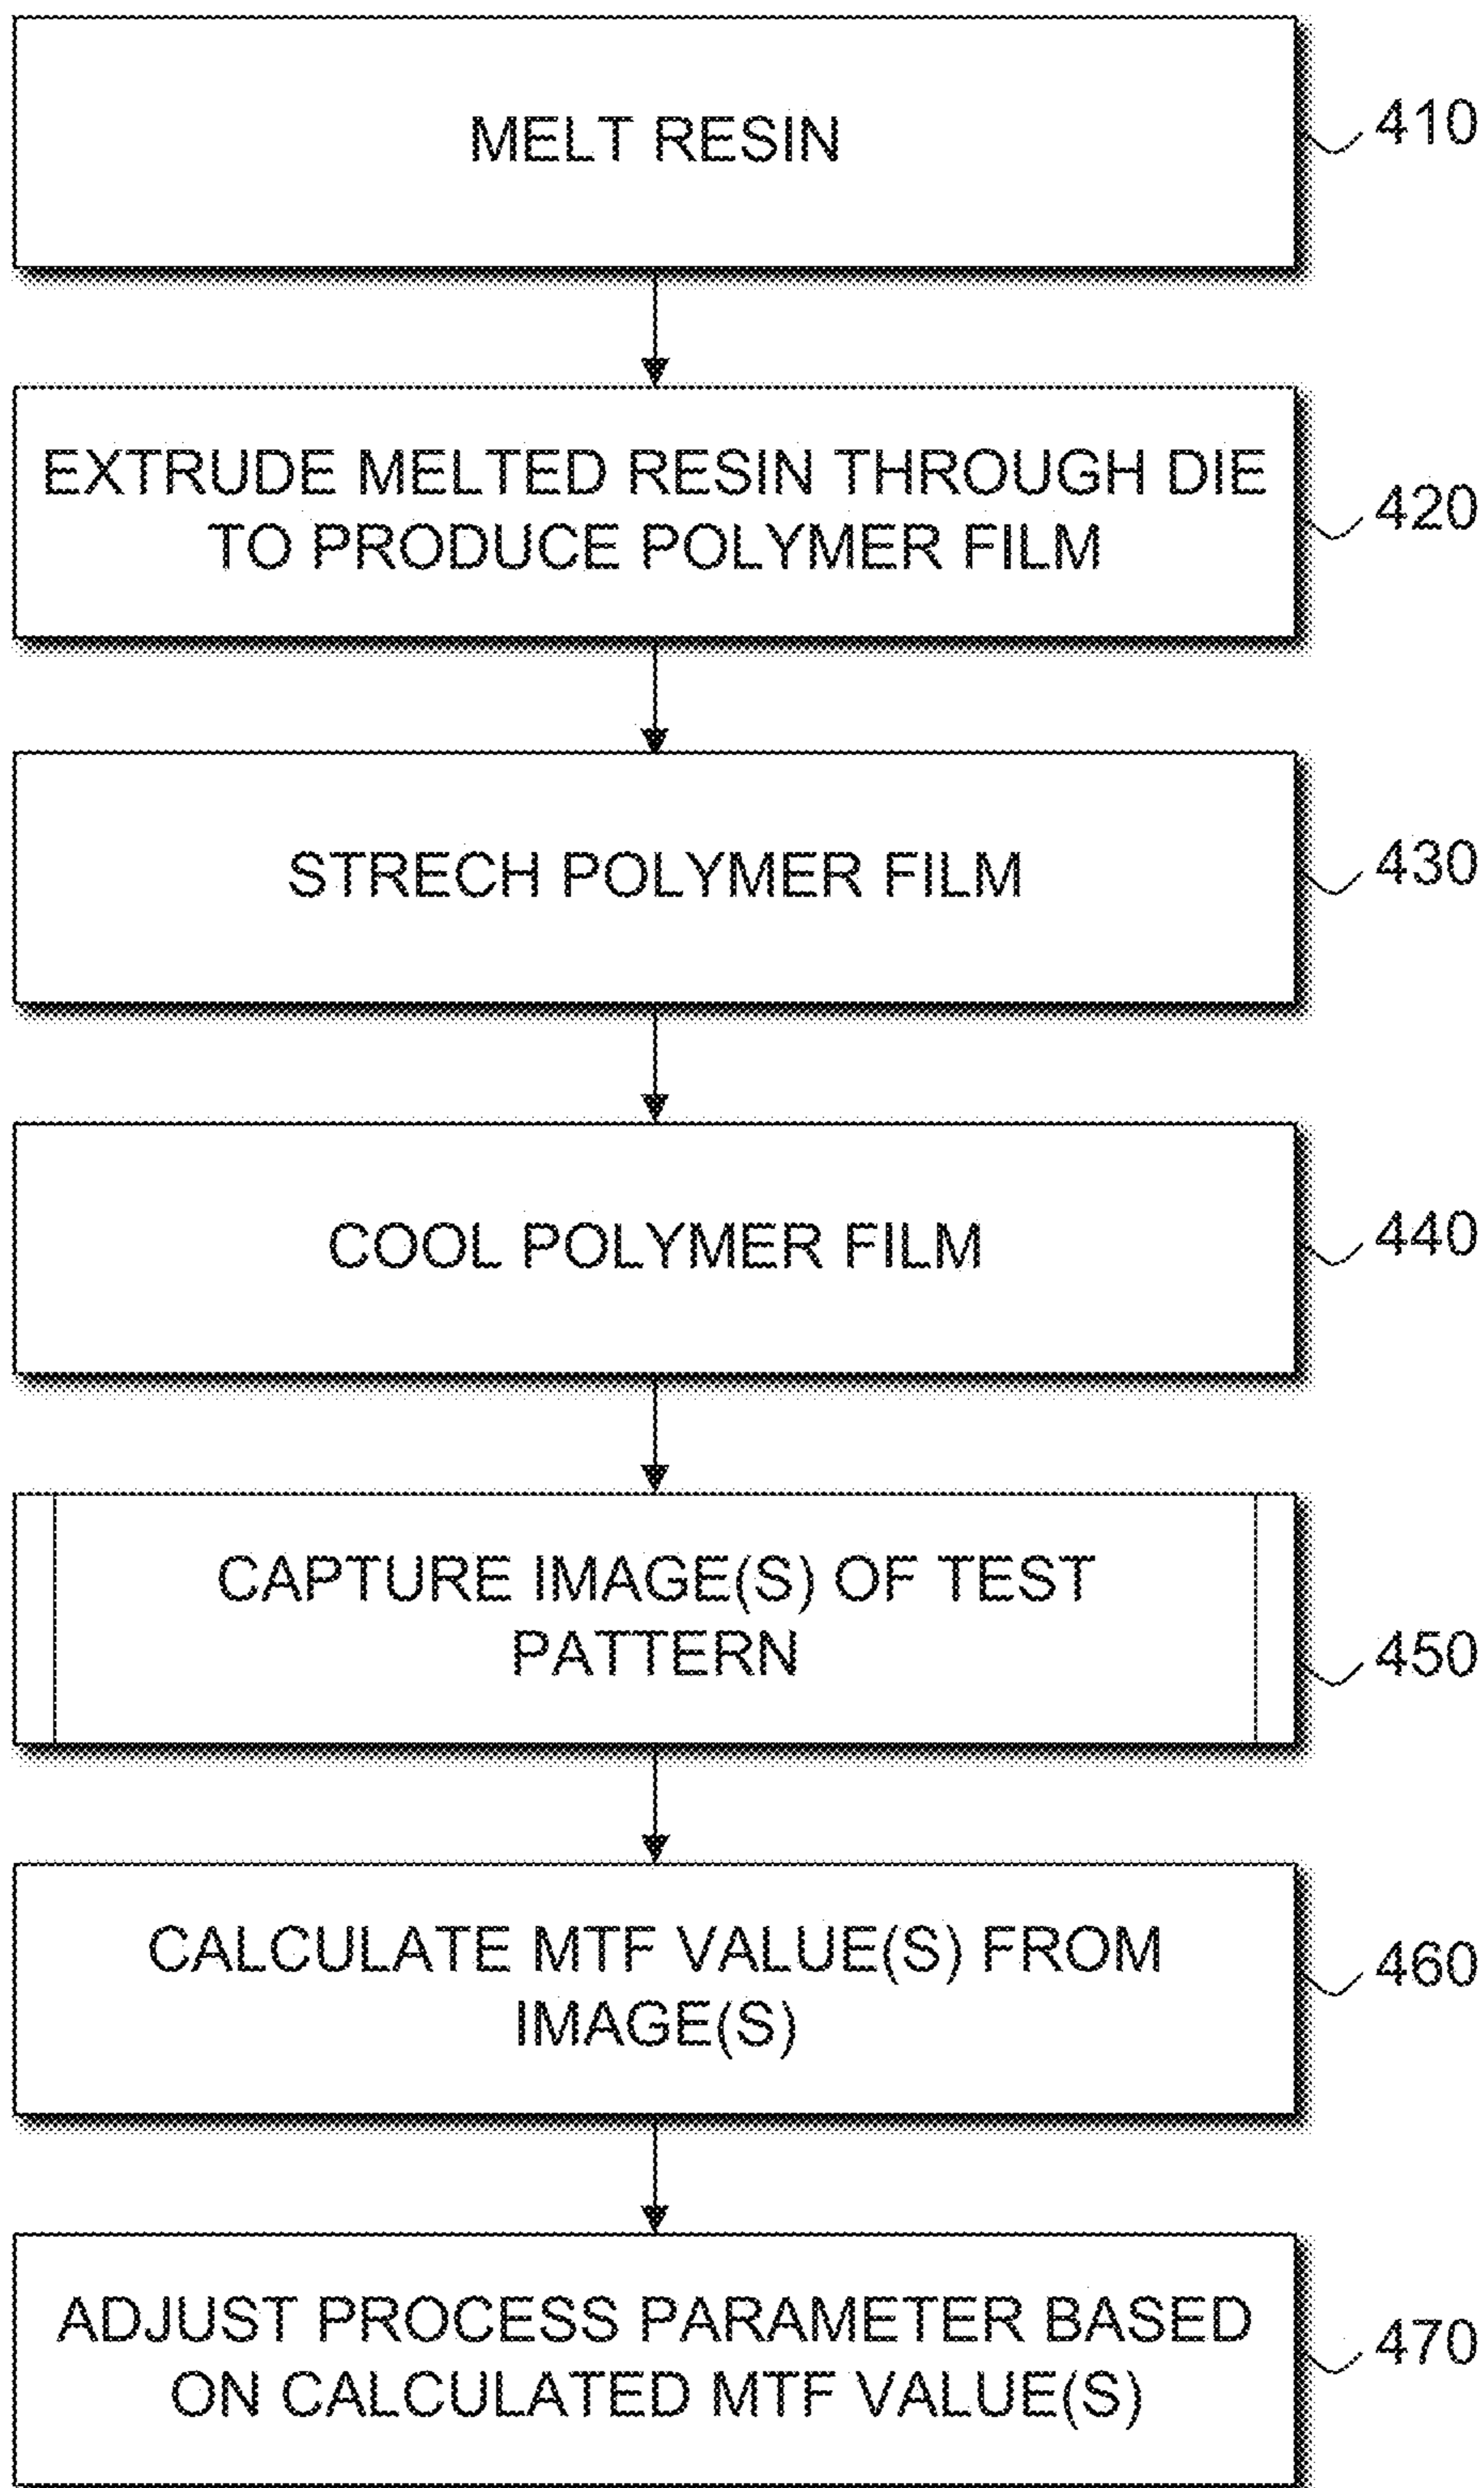 MELT RESIN
410
EXTRUDE MELTED RESIN THROUGH DIE
TO PRODUCE POLYMER FILM
420
STRECH POLYMER FILM
430
COOL POLYMER FILM
440
CAPTURE IMAGE(S) OF TEST
PATTERN
450
CALCULATE MTF VALUE(S) FROM
IMAGE(S)
460
ADJUST PROCESS PARAMETER BASED
ON CALCULATED MTF VALUE(S)
470